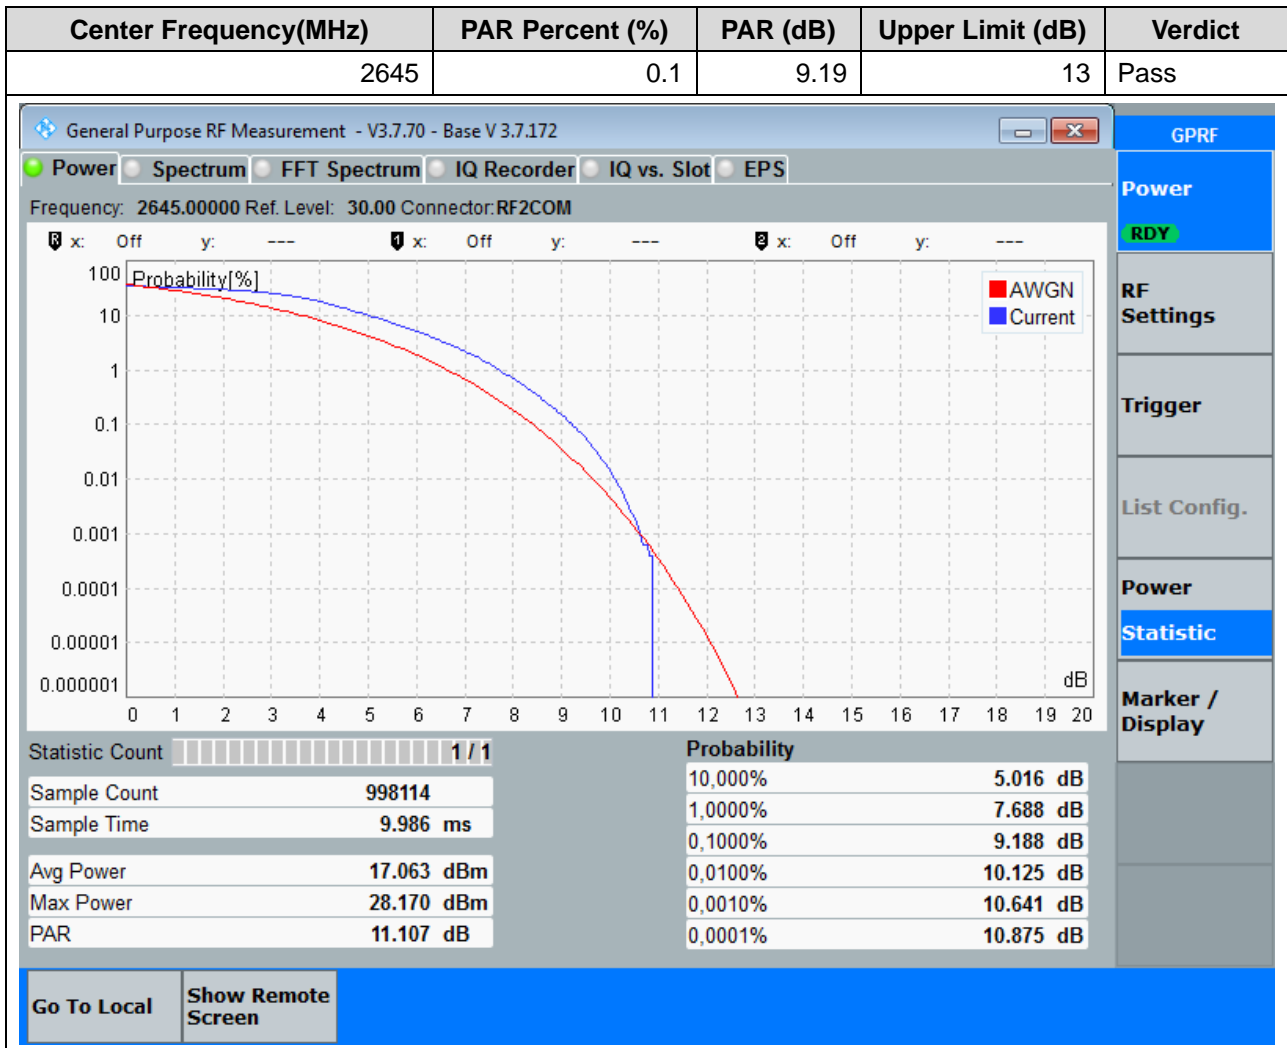 Center Frequency(MHz) PAR Percent (%) PAR (dB) Upper Limit (dB) Verdict
2645 0.1 9.19 13 Pass
General Purpose RF Measurement - V3.7.70 - Base V 3.7.172
GPRF
Power Spectrum FFT Spectrum IQ Recorder IQ vs. Slot EPS
Frequency: 2645.00000 Ref. Level: 30.00 Connector: RF2COM
R x: Off y: --- 1 x: Off y: --- 2 x: Off y: ---
Probability[%]
100
10
1
0.1
0.01
0.001
0.0001
0.00001
0.000001
AWGN
Current
dB
0 1 2 3 4 5 6 7 8 9 10 11 12 13 14 15 16 17 18 19 20
Statistic Count 1 / 1
Sample Count 998114
Sample Time 9.986 ms
Avg Power 17.063 dBm
Max Power 28.170 dBm
PAR 11.107 dB
Probability
10,000% 5.016 dB
1,0000% 7.688 dB
0,1000% 9.188 dB
0,0100% 10.125 dB
0,0010% 10.641 dB
0,0001% 10.875 dB
Power
RDY
RF
Settings
Trigger
List Config.
Power
Statistic
Marker /
Display
Go To Local
Show Remote
Screen